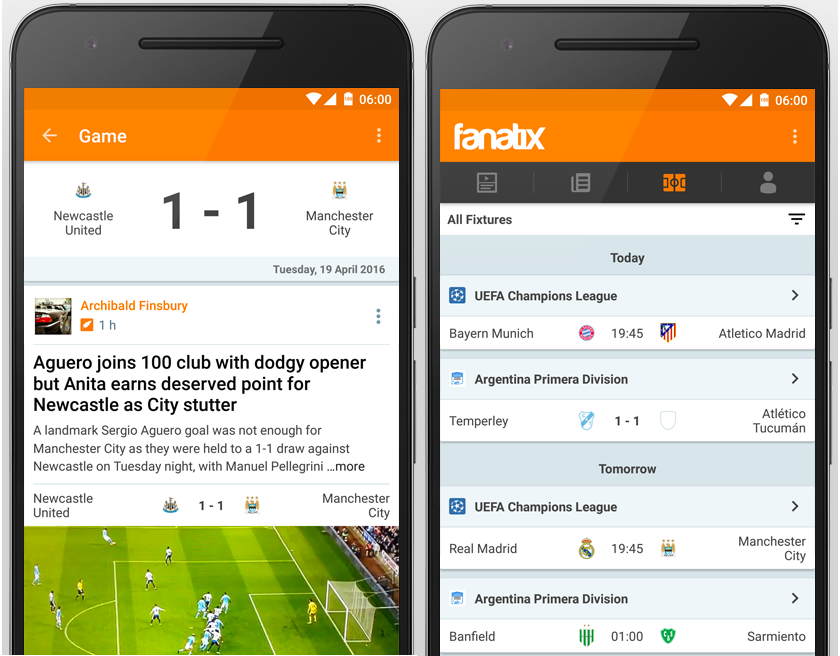 06:00
Game
Newcastle
United
1 - 1
Manchester
City
Tuesday, 19 April 2016
Archibald Finsbury
1 h
Aguero joins 100 club with dodgy opener
but Anita earns deserved point for
Newcastle as City stutter
A landmark Sergio Aguero goal was not enough for
Manchester City as they were held to a 1-1 draw against
Newcastle on Tuesday night, with Manuel Pellegrini ...more
Newcastle
United
1 - 1
Manchester
City
06:00
fanatix
All Fixtures
Today
UEFA Champions League
Bayern Munich 19:45 Atletico Madrid
Argentina Primera Division
Temperley 1 - 1 Atlético
Tucumán
Tomorrow
UEFA Champions League
Real Madrid 19:45 Manchester
City
Argentina Primera Division
Banfield 01:00 Sarmiento